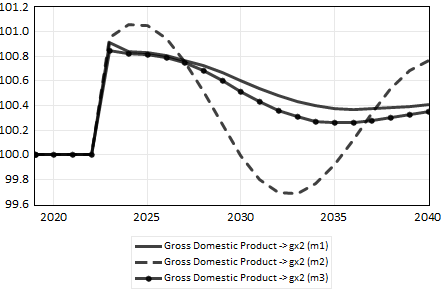 101.2
101.0
100.8
100.6
100.4
100.2
100.0
99.8
99.6
2020 2025 2030 2035 2040
Gross Domestic Product -> gx2 (m1)
Gross Domestic Product -> gx2 (m2)
Gross Domestic Product -> gx2 (m3)